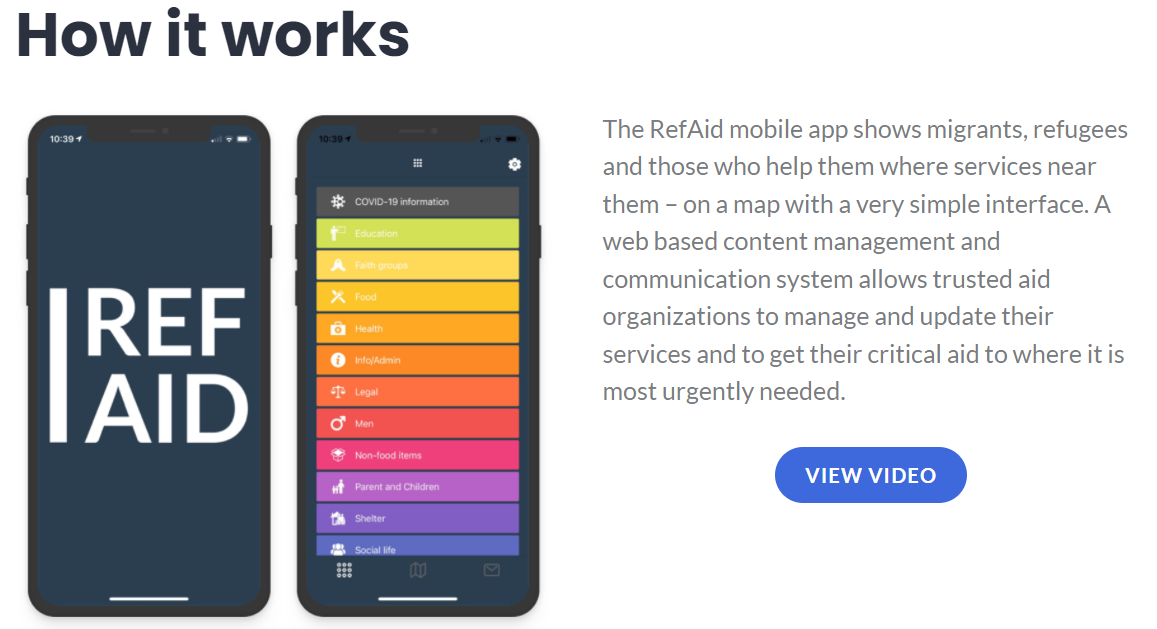 How it works
10:39
REF
AID
10:39
COVID-19 information
Education
Faith groups
Food
Health
Info/Admin
Legal
Men
Non-food items
Parent and Children
Shelter
Social life
The RefAid mobile app shows migrants, refugees
and those who help them where services near
them – on a map with a very simple interface. A
web based content management and
communication system allows trusted aid
organizations to manage and update their
services and to get their critical aid to where it is
most urgently needed.
VIEW VIDEO